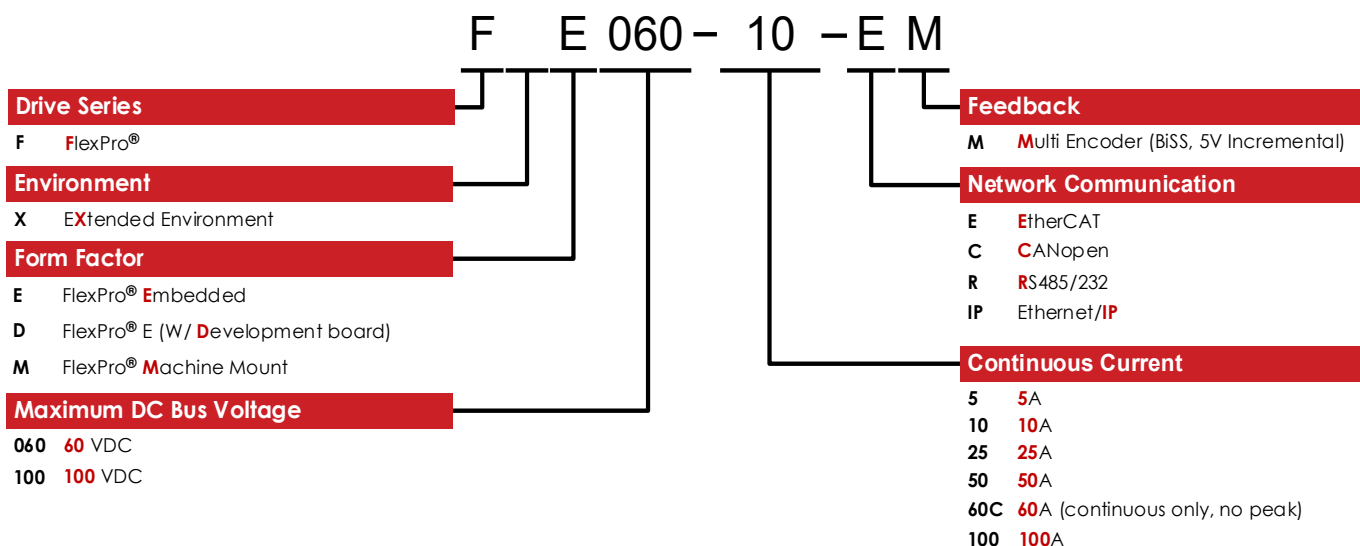 F E 060 – 10 – E M
Drive Series
F FlexPro®
Environment
X EXtended Environment
Form Factor
E FlexPro® Embedded
D FlexPro® E (W/ Development board)
M FlexPro® Machine Mount
Maximum DC Bus Voltage
060 60 VDC
100 100 VDC
Feedback
M Multi Encoder (BiSS, 5V Incremental)
Network Communication
E EtherCAT
C CANopen
R RS485/232
IP Ethernet/IP
Continuous Current
5 5A
10 10A
25 25A
50 50A
60C 60A (continuous only, no peak)
100 100A